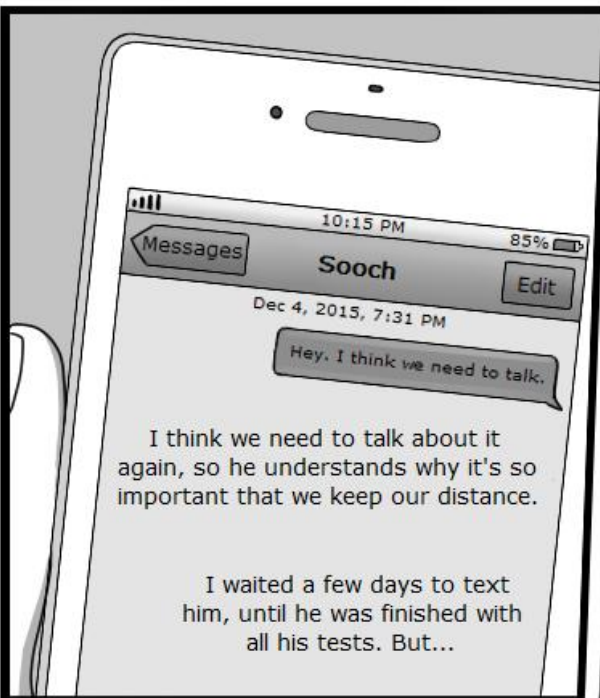 10:15 PM
85%
Messages
Sooch
Edit
Dec 4, 2015, 7:31 PM
Hey. I think we need to talk.
I think we need to talk about it
again, so he understands why it's so
important that we keep our distance.
I waited a few days to text
him, until he was finished with
all his tests. But...